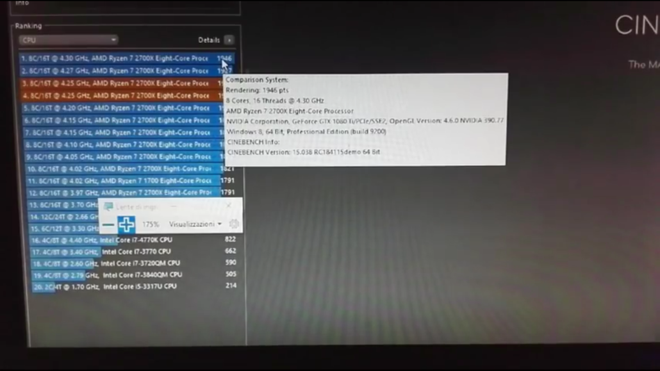 Info
Ranking
CPU Details
1. 8C/16T @ 4.30 GHz, AMD Ryzen 7 2700X Eight-Core Proce 1946
2. 8C/16T @ 4.27 GHz, AMD Ryzen 7 2700X Eight-Core Proce
3. 8C/16T @ 4.25 GHz, AMD Ryzen 7 2700X Eight-Core Proce
4. 8C/16T @ 4.25 GHz, AMD Ryzen 7 2700X Eight-Core Proc
5. 8C/16T @ 4.20 GHz, AMD Ryzen 7 2700X Eight-Core Proce
6. 8C/16T @ 4.20 GHz, AMD Ryzen 7 2700X Eight-Core Proce
7. 8C/16T @ 4.15 GHz, AMD Ryzen 7 2700X Eight-Core Proce
8. 8C/16T @ 4.10 GHz, AMD Ryzen 7 2700X Eight-Core Proce
9. 8C/16T @ 4.05 GHz, AMD Ryzen 7 2700X Eight-Core Proce
10. 8C/16T @ 4.02 GHz, AMD Ryzen 7 2700X Eight-Core Proc
11. 8C/16T @ 4.02 GHz, AMD Ryzen 7 1700 Eight-Core Proces 1791
12. 8C/16T @ 3.97 GHz, AMD Ryzen 7 2700X Eight-Core Proc 1791
13. 8C/16T @ 3.70 GHz,
14. 12C/24T @ 2.66 GH
15. 6C/12T @ 3.30 GHz
16. 4C/8T @ 4.40 GHz, Intel Core i7-4770K CPU 822
17. 4C/8T @ 3.40 GHz, Intel Core i7-3770 CPU 662
18. 4C/8T @ 2.60 GHz, Intel Core i7-3720QM CPU 590
19. 4C/8T @ 2.79 GHz, Intel Core i7-3840QM CPU 505
20. 2C/4T @ 1.70 GHz, Intel Core i5-3317U CPU 214
Comparison System:
Rendering: 1946 pts
8 Cores, 16 Threads @ 4.30 GHz
AMD Ryzen 7 2700X Eight-Core Processor
NVIDIA Corporation, GeForce GTX 1060 Ti/PCIe/SSE2, OpenGL Version: 4.6.0 NVIDIA 390.77
Windows 8, 64 Bit, Professional Edition (build 9200)
CINEBENCH Info:
CINEBENCH Version: 15.038 RC184115demo 64 Bit
175% Visualizzazioni
CIN
The M